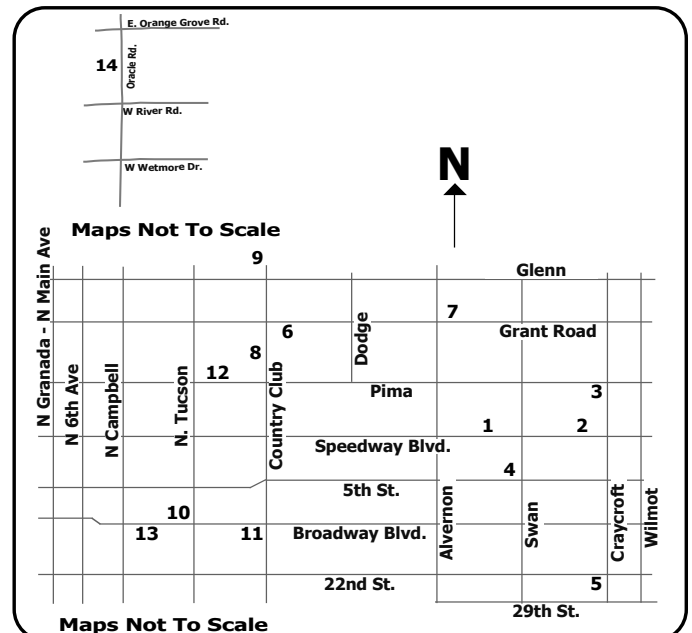 E. Orange Grove Rd.
14
Oracle Rd.
W River Rd.
W Wetmore Dr.
N
Maps Not To Scale
9
Glenn
N Granada - N Main Ave
7
6
Grant Road
Dodge
8
12
Pima
3
N 6th Ave
N Campbell
N. Tucson
Country Club
1
2
Speedway Blvd.
4
5th St.
10
13
11
Broadway Blvd.
Alvernon
Swan
Craycroft
Wilmot
22nd St.
5
29th St.
Maps Not To Scale